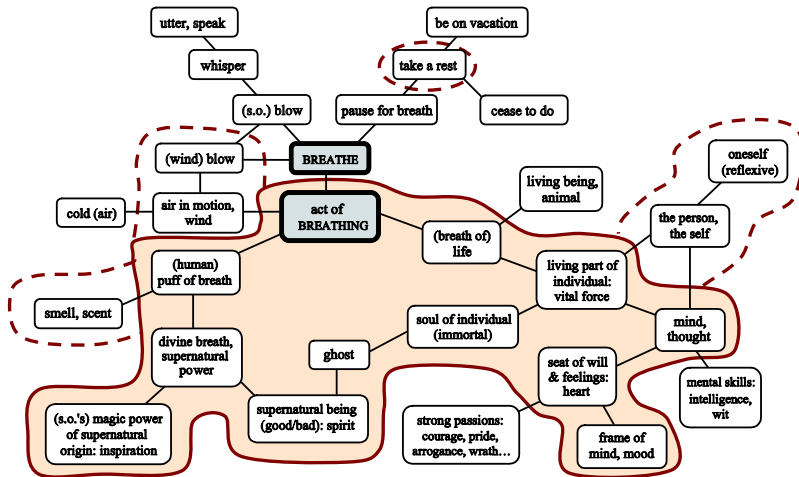 utter, speak
be on vacation
whisper
take a rest
(s.o.) blow
pause for breath
cease to do
(wind) blow
BREATHE
oneself
(reflexive)
living being,
animal
cold (air)
air in motion,
wind
act of
BREATHING
the person,
the self
(breath of)
life
(human)
puff of breath
living part of
individual:
vital force
smell, scent
soul of individual
(immortal)
mind,
thought
divine breath,
supernatural
power
ghost
seat of will
& feelings:
heart
mental skills:
intelligence,
wit
(s.o.'s) magic power
of supernatural
origin: inspiration
supernatural being
(good/bad): spirit
strong passions:
courage, pride,
arrogance, wrath...
frame of
mind, mood